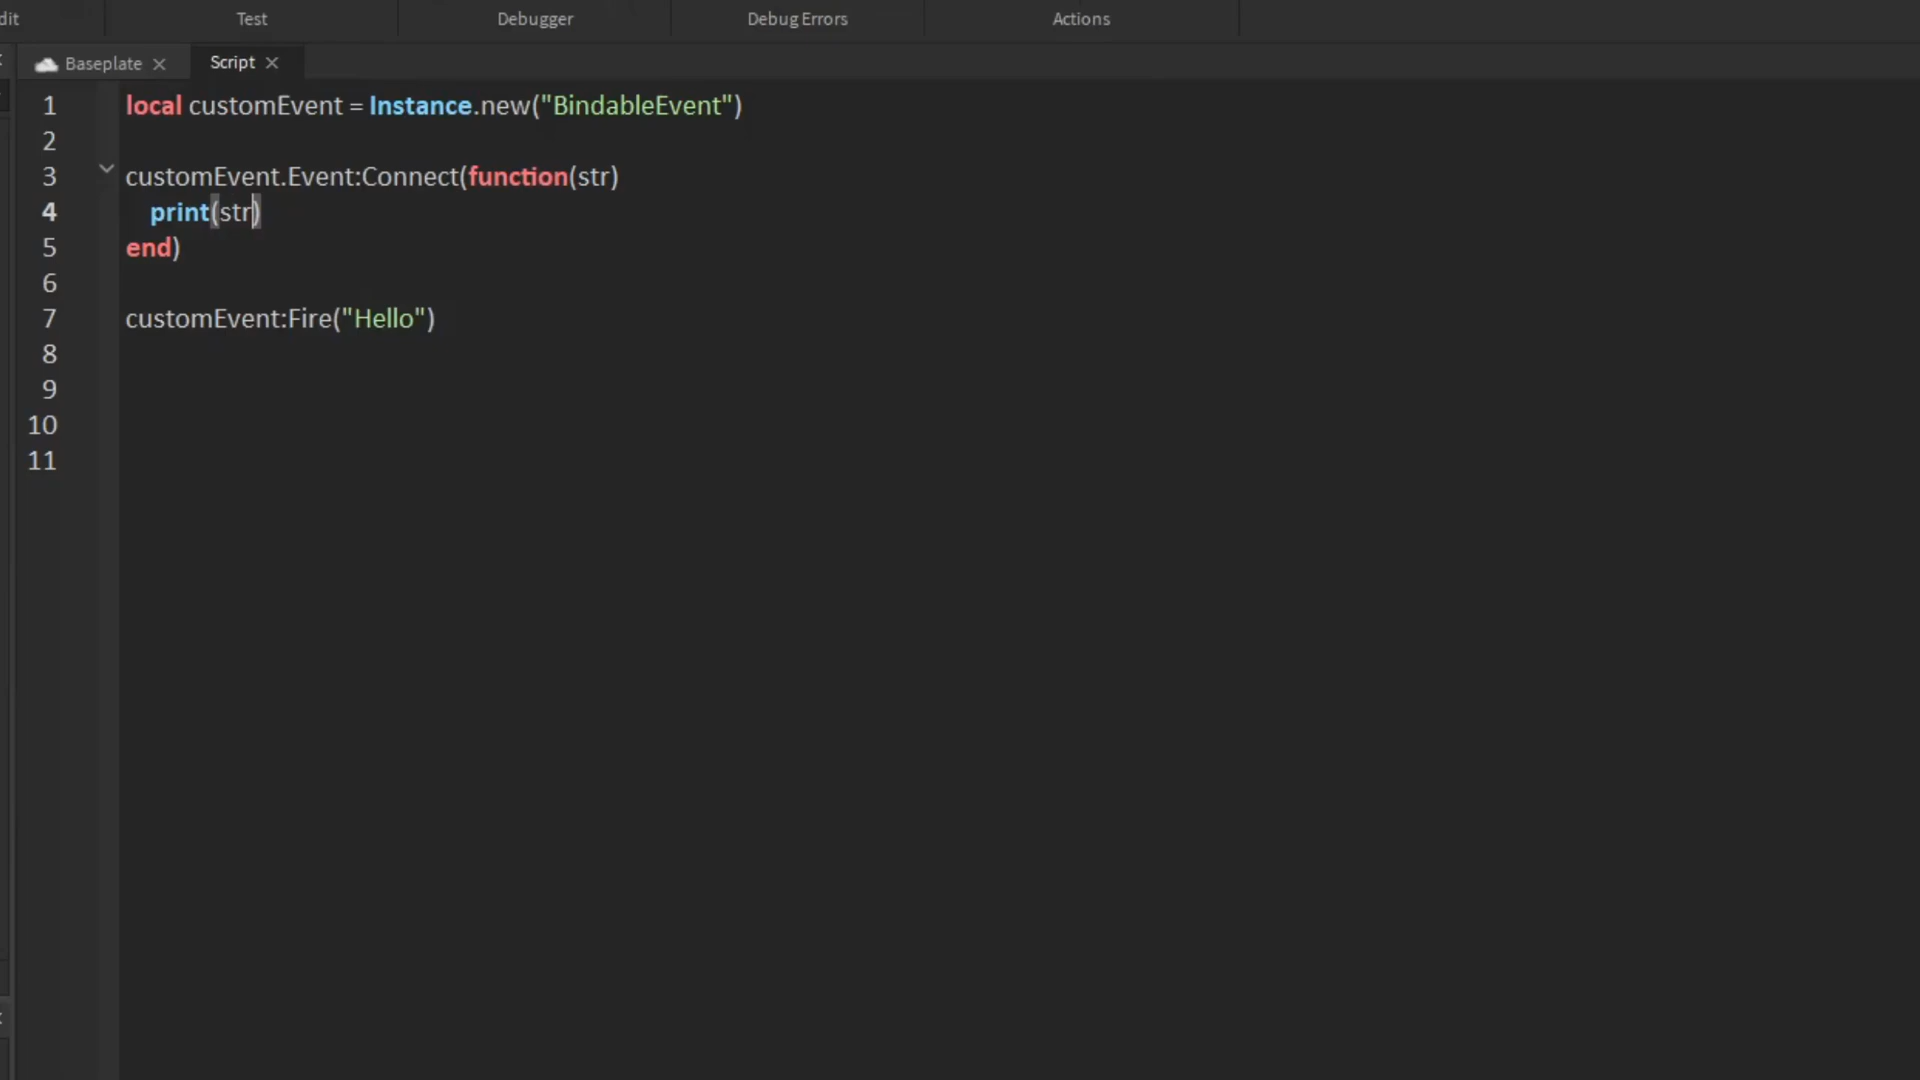 dit Test Debugger Debug Errors Actions
Baseplate Script
1 local customEvent = Instance.new("BindableEvent")
2
3 customEvent.Event:Connect(function(str)
4 print(str)
5 end)
6
7 customEvent:Fire("Hello")
8
9
10
11